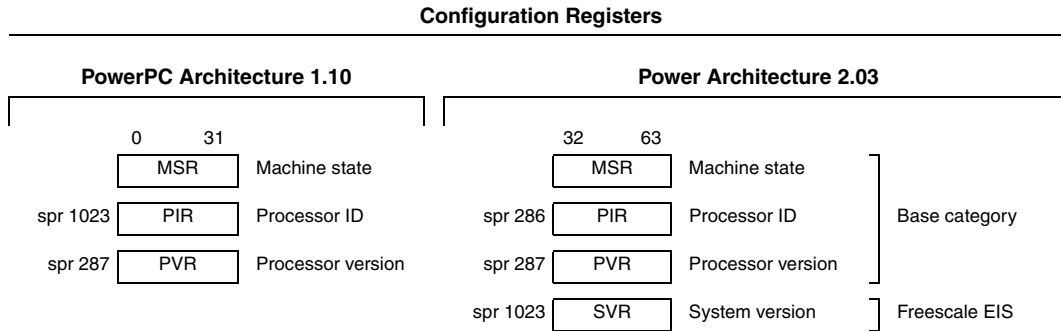 Configuration Registers
PowerPC Architecture 1.10
Power Architecture 2.03
0 31
32 63
MSR Machine state
MSR Machine state
spr 1023 PIR Processor ID
spr 286 PIR Processor ID
Base category
spr 287 PVR Processor version
spr 287 PVR Processor version
spr 1023 SVR System version
Freescale EIS